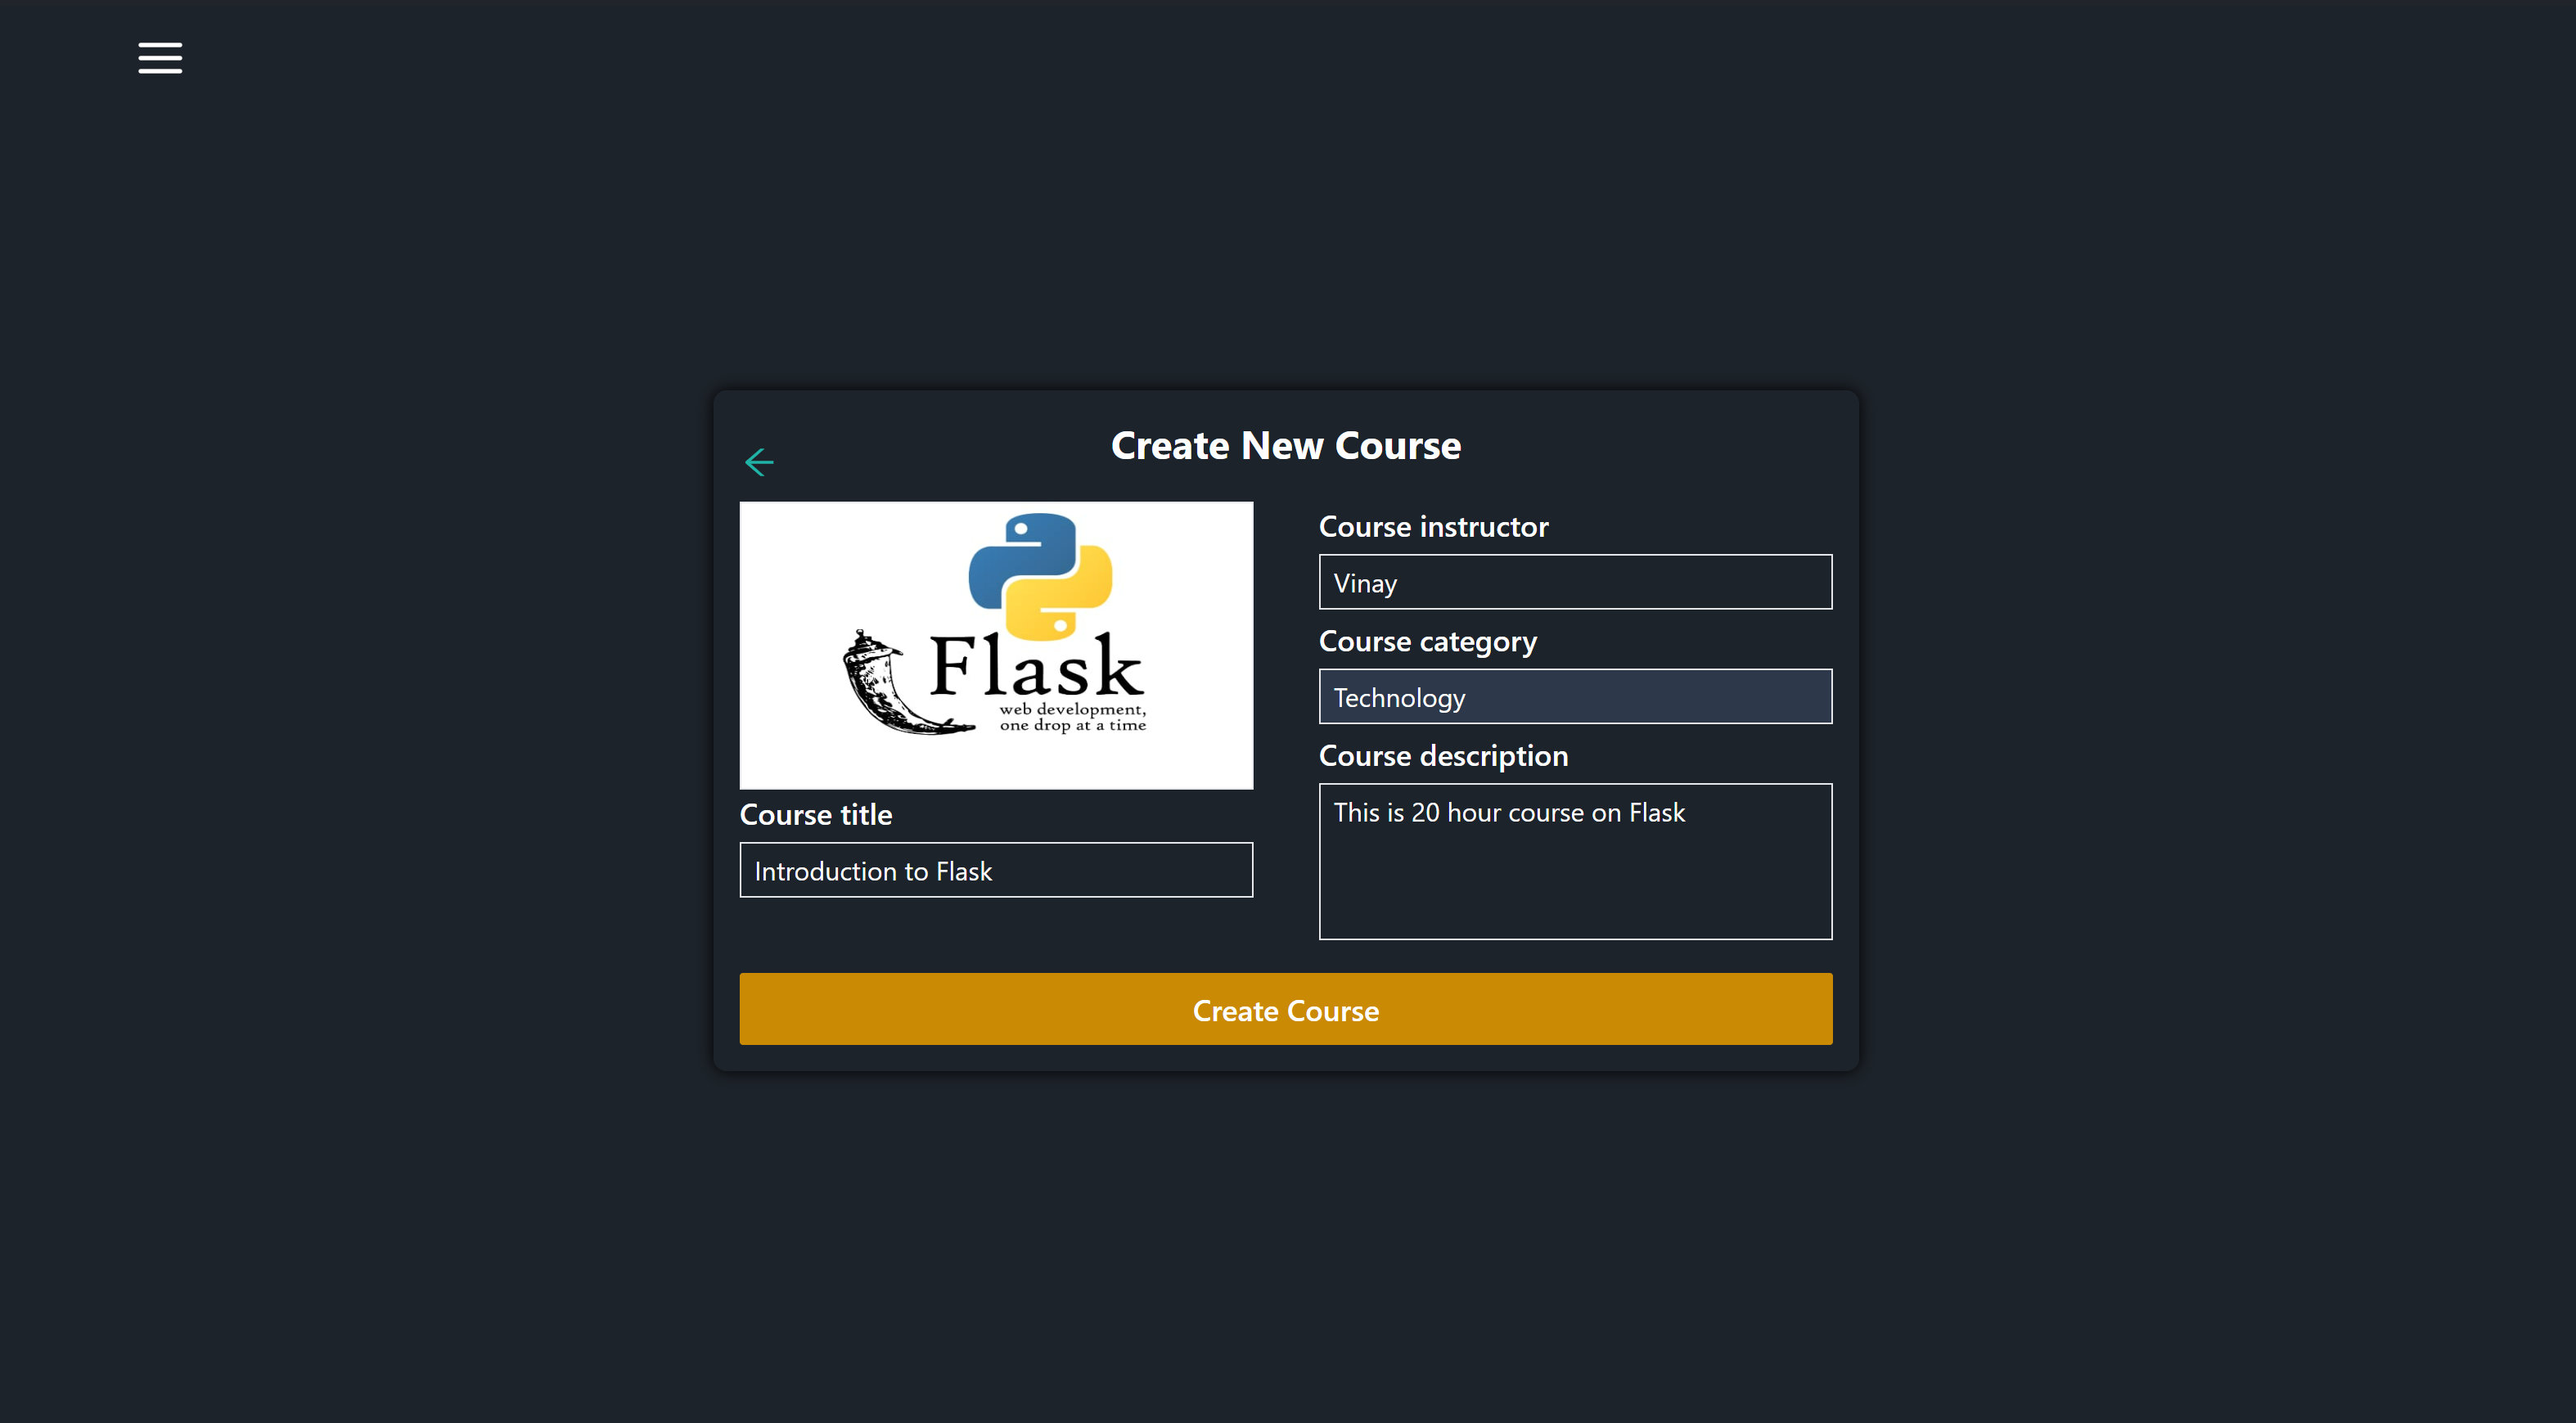 Create New Course
Flask
web development,
one drop at a time
Course title
Introduction to Flask
Course instructor
Vinay
Course category
Technology
Course description
This is 20 hour course on Flask
Create Course